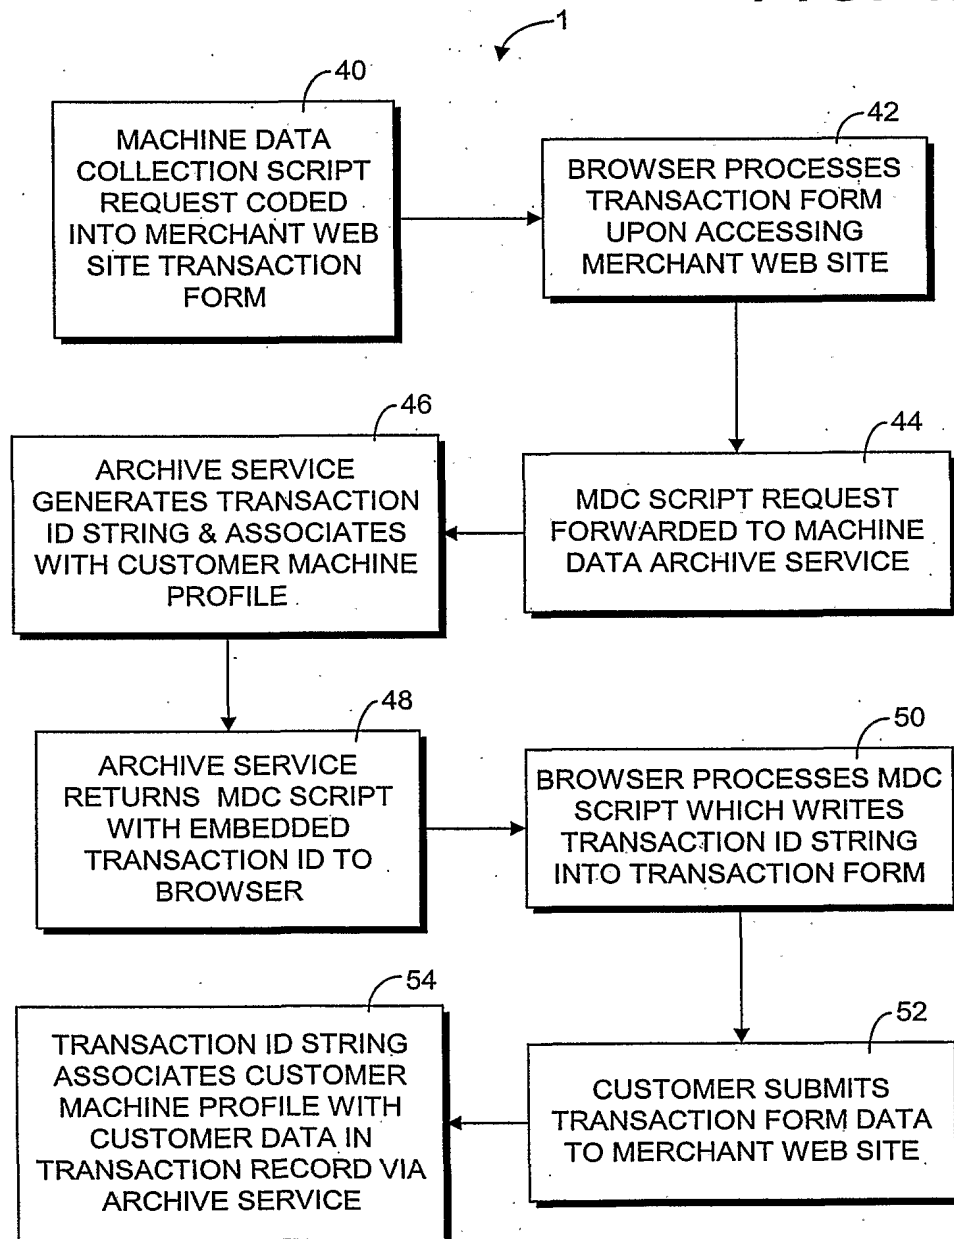 1
40
MACHINE DATA
COLLECTION SCRIPT
REQUEST CODED
INTO MERCHANT WEB
SITE TRANSACTION
FORM
42
BROWSER PROCESSES
TRANSACTION FORM
UPON ACCESSING
MERCHANT WEB SITE
44
MDC SCRIPT REQUEST
FORWARDED TO MACHINE
DATA ARCHIVE SERVICE
46
ARCHIVE SERVICE
GENERATES TRANSACTION
ID STRING & ASSOCIATES
WITH CUSTOMER MACHINE
PROFILE
48
ARCHIVE SERVICE
RETURNS MDC SCRIPT
WITH EMBEDDED
TRANSACTION ID TO
BROWSER
50
BROWSER PROCESSES MDC
SCRIPT WHICH WRITES
TRANSACTION ID STRING
INTO TRANSACTION FORM
52
CUSTOMER SUBMITS
TRANSACTION FORM DATA
TO MERCHANT WEB SITE
54
TRANSACTION ID STRING
ASSOCIATES CUSTOMER
MACHINE PROFILE WITH
CUSTOMER DATA IN
TRANSACTION RECORD VIA
ARCHIVE SERVICE